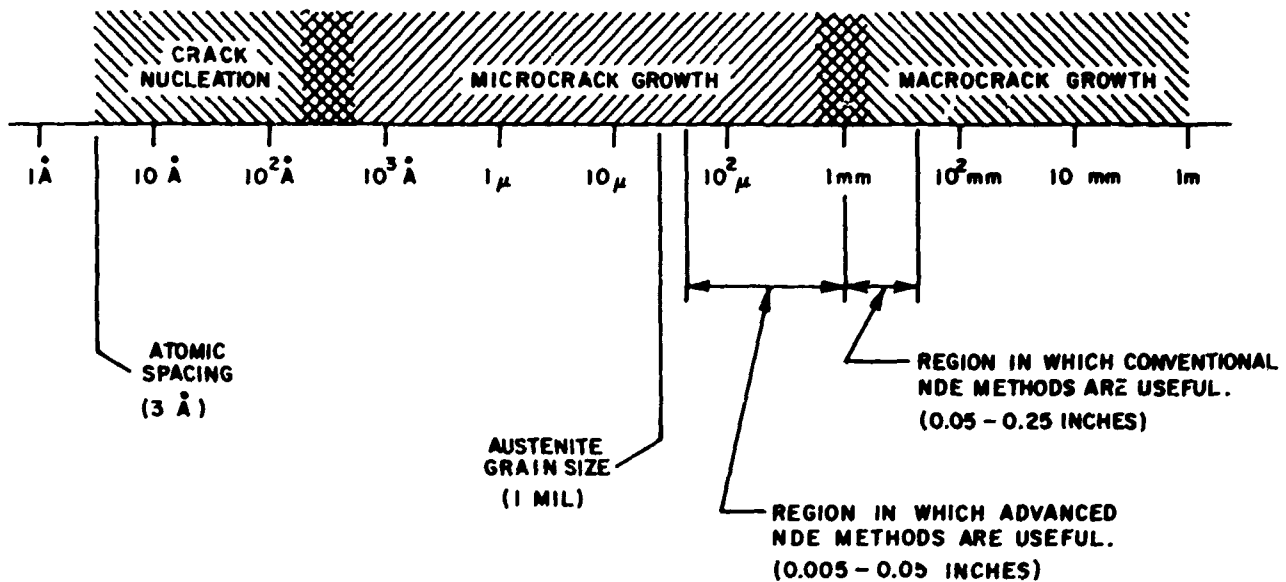 CRACK
NUCLEATION
MICROCRACK GROWTH
MACROCRACK GROWTH
1Å 10 Å 10²Å 10³Å 1μ 10μ 10²μ 1mm 10²mm 10 mm 1m
ATOMIC
SPACING
(3 Å)
REGION IN WHICH CONVENTIONAL
NDE METHODS ARE USEFUL.
(0.05 – 0.25 INCHES)
AUSTENITE
GRAIN SIZE
(1 MIL)
REGION IN WHICH ADVANCED
NDE METHODS ARE USEFUL.
(0.005 – 0.05 INCHES)